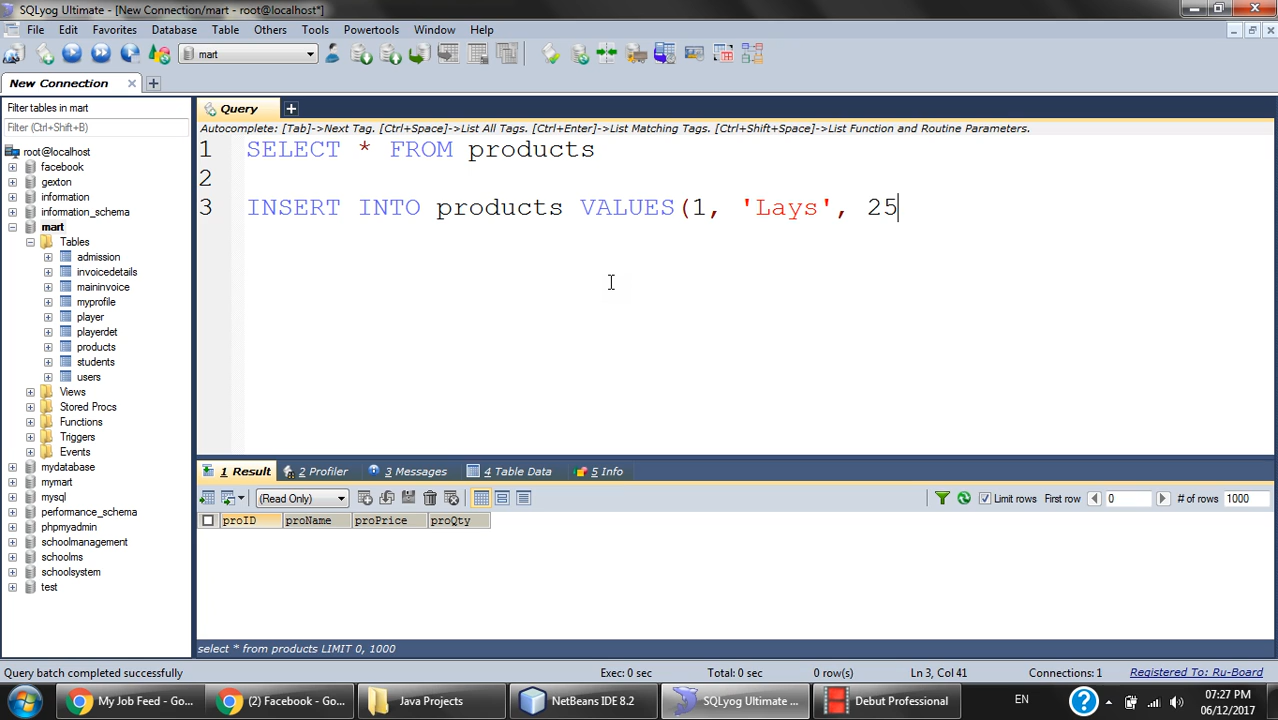 SQLyog Ultimate - [New Connection/mart - root@localhost*]
File Edit Favorites Database Table Others Tools Powertools Window Help
mart
New Connection
Filter tables in mart
Filter (Ctrl+Shift+B)
root@localhost
facebook
gexton
information
information_schema
mart
Tables
admission
invoicedetails
maininvoice
myprofile
player
playerdet
products
students
users
Views
Stored Procs
Functions
Triggers
Events
mydatabase
mymart
mysql
performance_schema
phpmyadmin
schoolmanagement
schoolms
schoolsystem
test
Query
Autocomplete: [Tab]->Next Tag. [Ctrl+Space]->List All Tags. [Ctrl+Enter]->List Matching Tags. [Ctrl+Shift+Space]->List Function and Routine Parameters.
1 SELECT * FROM products
2
3 INSERT INTO products VALUES(1, 'Lays', 25
1 Result 2 Profiler 3 Messages 4 Table Data 5 Info
(Read Only) Limit rows First row 0 # of rows 1000
proID proName proPrice proQty
select * from products LIMIT 0, 1000
Query batch completed successfully Exec: 0 sec Total: 0 sec 0 row(s) Ln 3, Col 41 Connections: 1 Registered To: Ru-Board
My Job Feed - Go... (2) Facebook - Goo... Java Projects NetBeans IDE 8.2 SQLyog Ultimate ... Debut Professional EN 07:27 PM
06/12/2017